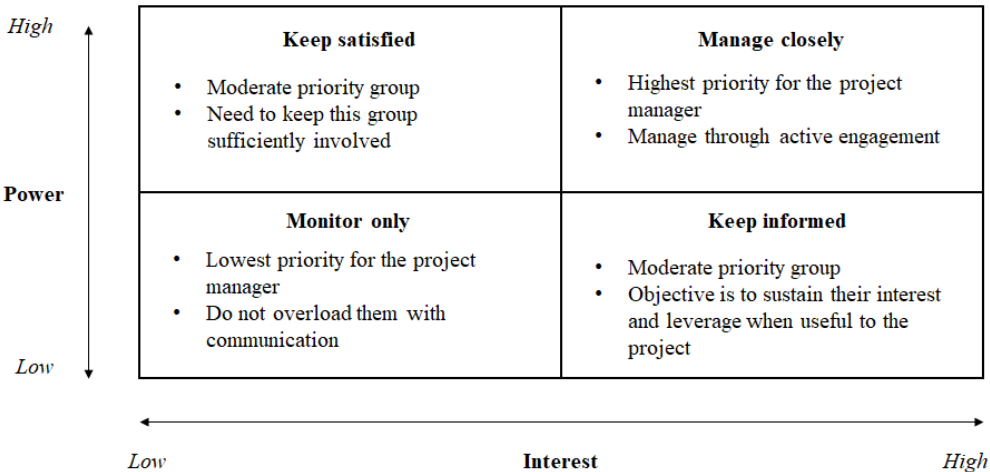 High
Keep satisfied
• Moderate priority group
• Need to keep this group
sufficiently involved
Manage closely
• Highest priority for the project
manager
• Manage through active engagement
Power
Monitor only
• Lowest priority for the project
manager
• Do not overload them with
communication
Keep informed
• Moderate priority group
• Objective is to sustain their interest
and leverage when useful to the
project
Low
Low
Interest
High